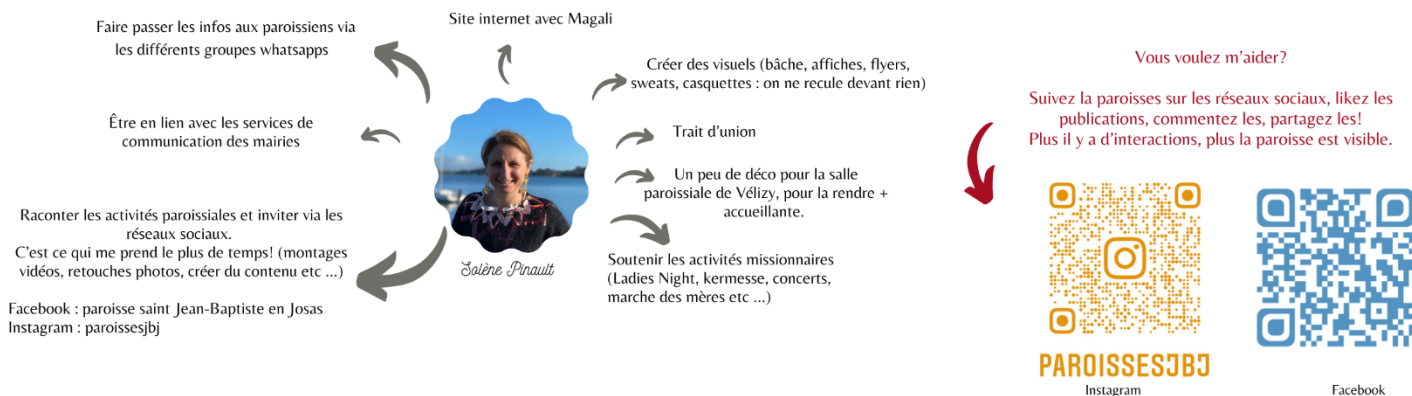 Site internet avec Magali
Faire passer les infos aux paroissiens via
les différents groupes whatsapps
Être en lien avec les services de
communication des mairies
Raconter les activités paroissiales et inviter via les
réseaux sociaux.
C'est ce qui me prend le plus de temps! (montages
vidéos, retouches photos, créer du contenu etc ...)
Facebook : paroisse saint Jean-Baptiste en Josas
Instagram : paroissesjbj
Solène Pinault
Créer des visuels (bâche, affiches, flyers,
sweats, casquettes : on ne recule devant rien)
Trait d'union
Un peu de déco pour la salle
paroissiale de Vélizy, pour la rendre +
accueillante.
Soutenir les activités missionnaires
(Ladies Night, kermesse, concerts,
marche des mères etc ...)
Vous voulez m'aider?
Suivez la paroisses sur les réseaux sociaux, likez les
publications, commentez les, partagez les!
Plus il y a d'interactions, plus la paroisse est visible.
PAROISSESJBJ
Instagram
Facebook